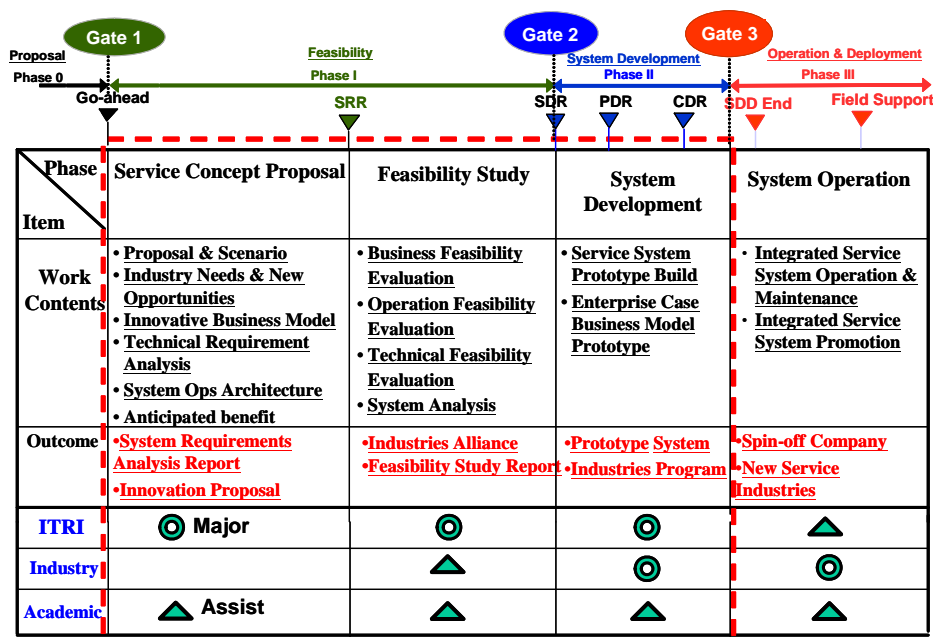 Gate 1
Gate 2
Gate 3
Proposal
Feasibility
System Development
Operation & Deployment
Phase 0
Phase I
Phase II
Phase III
Go-ahead
SRR
SDR
PDR
CDR
SDD End
Field Support
Phase
Item
Service Concept Proposal
Feasibility Study
System
Development
System Operation
Work
Contents
• Proposal & Scenario
• Industry Needs & New
Opportunities
• Innovative Business Model
• Technical Requirement
Analysis
• System Ops Architecture
• Anticipated benefit
• Business Feasibility
Evaluation
• Operation Feasibility
Evaluation
• Technical Feasibility
Evaluation
• System Analysis
• Service System
Prototype Build
• Enterprise Case
Business Model
Prototype
· Integrated Service
System Operation &
Maintenance
· Integrated Service
System Promotion
Outcome
•System Requirements
Analysis Report
•Innovation Proposal
•Industries Alliance
•Feasibility Study Report
•Prototype System
•Industries Program
•Spin-off Company
•New Service
Industries
ITRI
Major
Industry
Academic
Assist